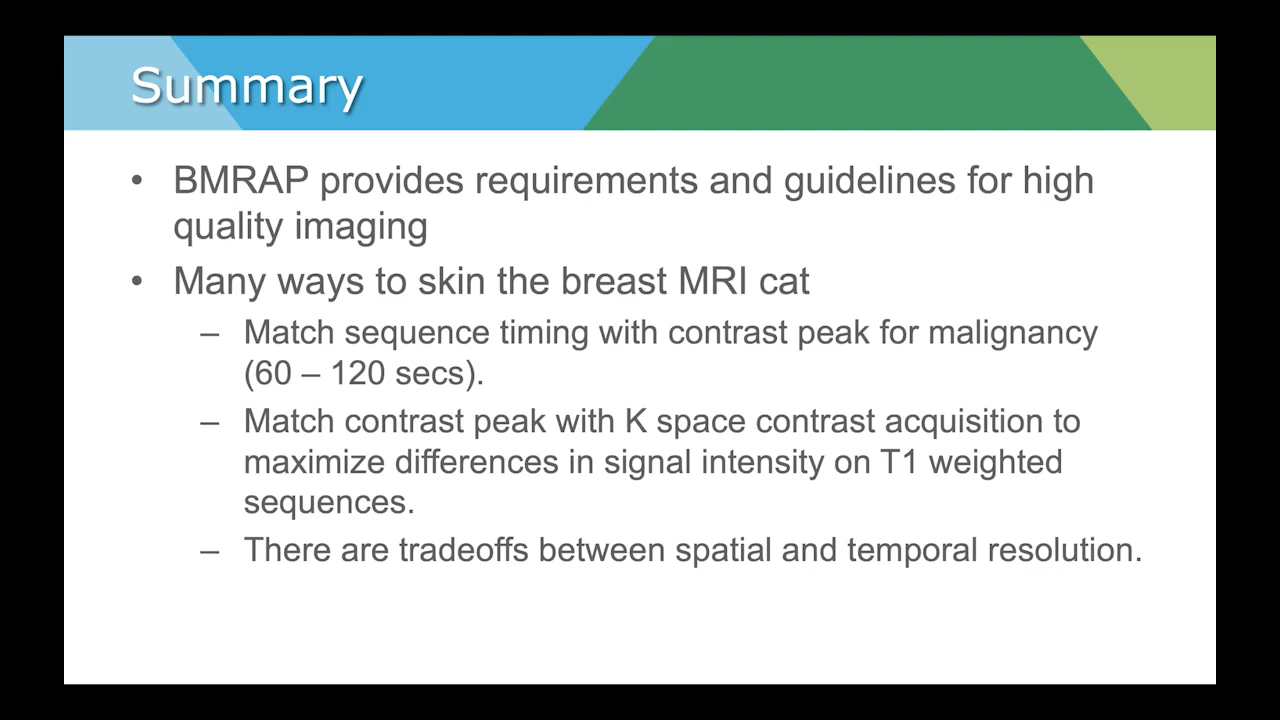 Summary
• BMRAP provides requirements and guidelines for high
quality imaging
• Many ways to skin the breast MRI cat
– Match sequence timing with contrast peak for malignancy
(60 – 120 secs).
– Match contrast peak with K space contrast acquisition to
maximize differences in signal intensity on T1 weighted
sequences.
– There are tradeoffs between spatial and temporal resolution.